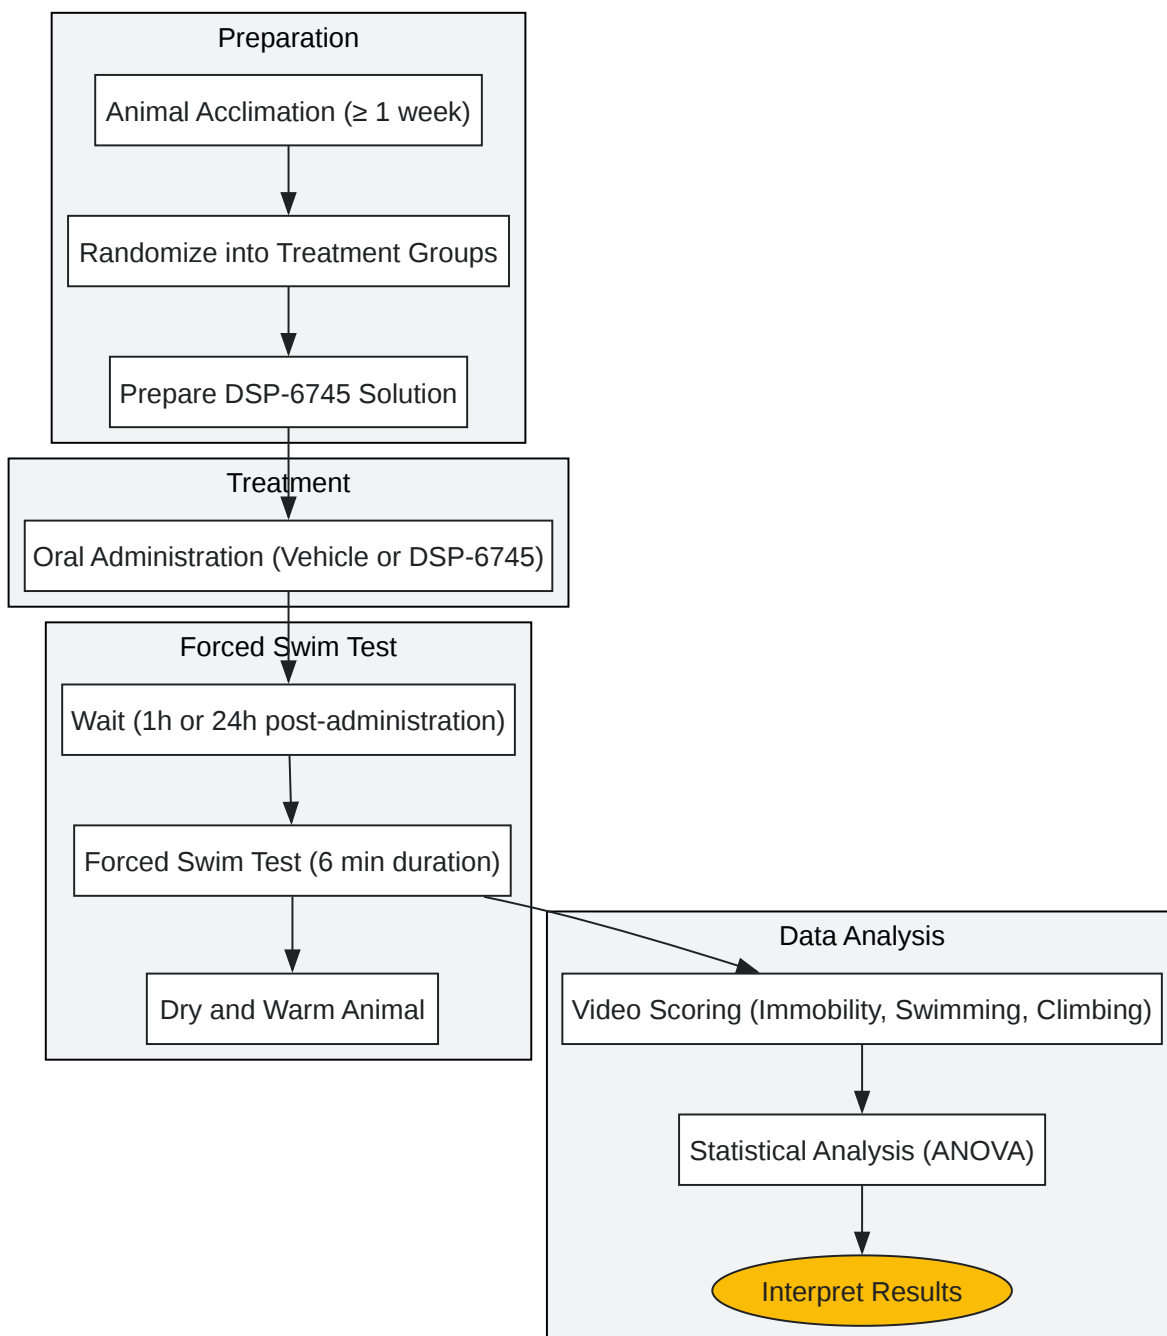 Preparation
Animal Acclimation (≥ 1 week)
Randomize into Treatment Groups
Prepare DSP-6745 Solution
Treatment
Oral Administration (Vehicle or DSP-6745)
Forced Swim Test
Wait (1h or 24h post-administration)
Forced Swim Test (6 min duration)
Dry and Warm Animal
Data Analysis
Video Scoring (Immobility, Swimming, Climbing)
Statistical Analysis (ANOVA)
Interpret Results